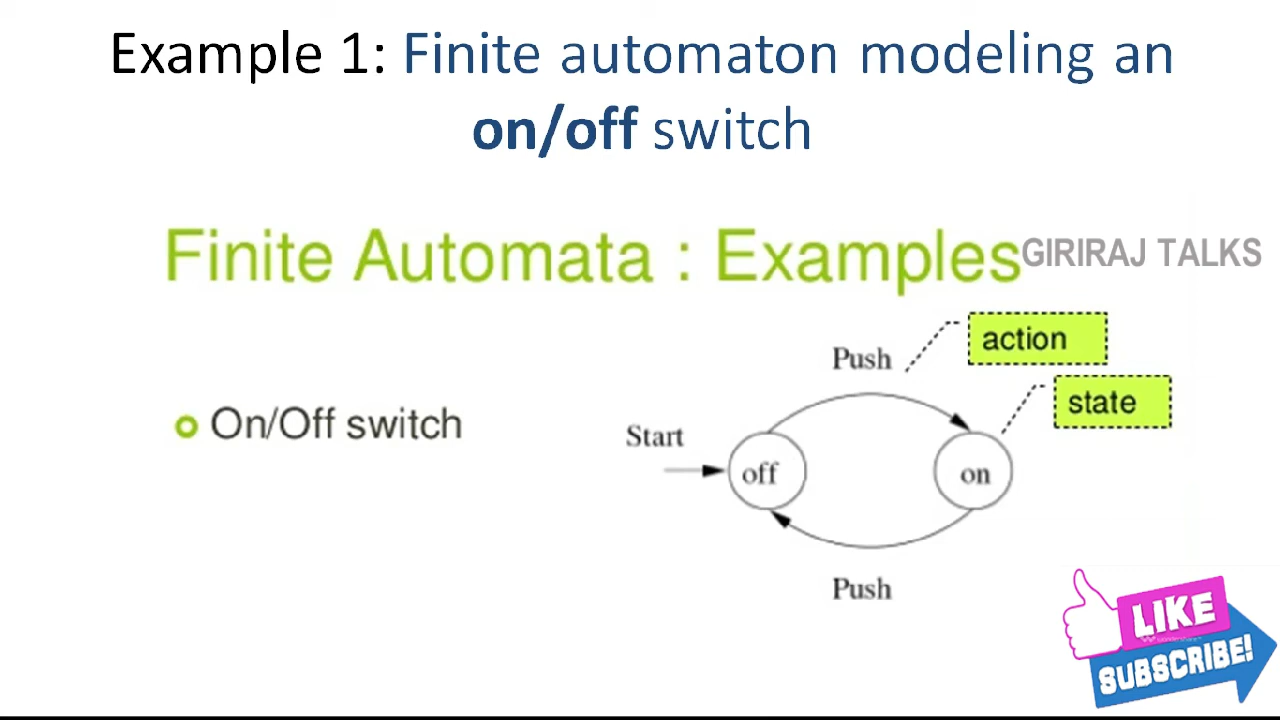 Example 1: Finite automaton modeling an
on/off switch
Finite Automata : Examples
GIRIRAJ TALKS
action
Push
state
On/Off switch
Start
off
on
Push
LIKE
SUBSCRIBE!